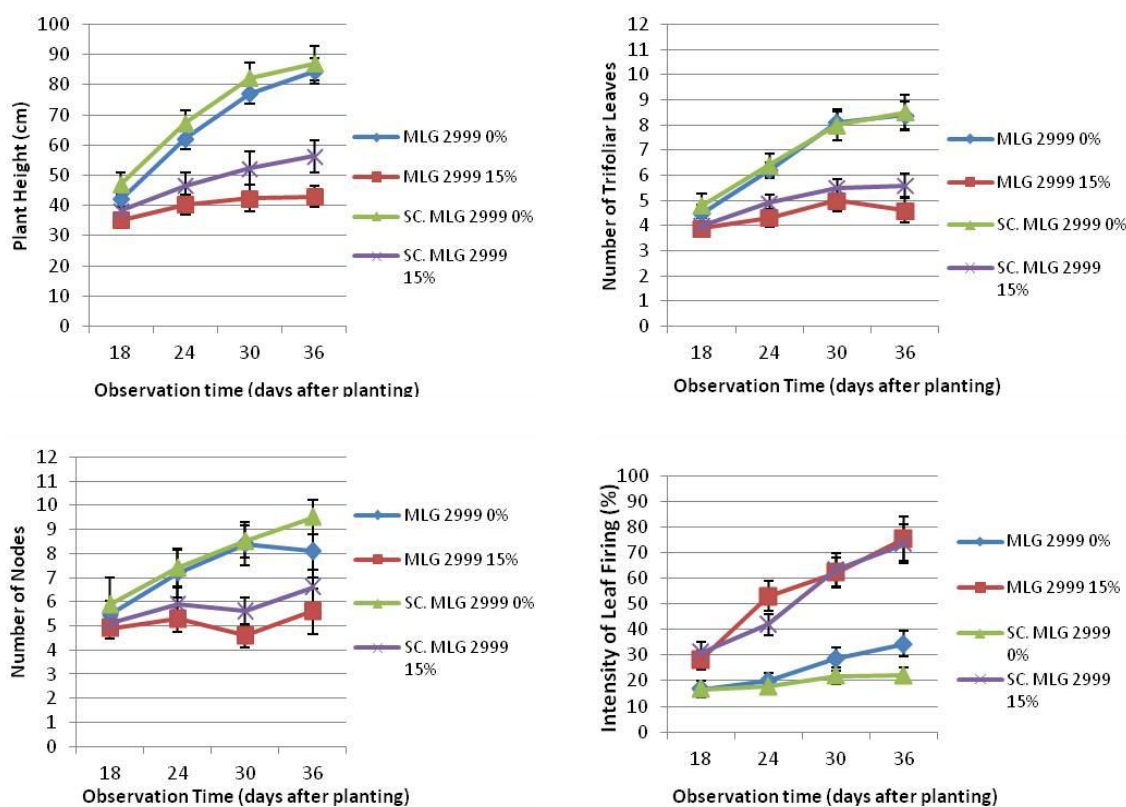 Plant Height (cm)
100
90
80
70
60
50
40
30
20
10
0
18 24 30 36
Observation time (days after planting)
MLG 2999 0%
MLG 2999 15%
SC. MLG 2999 0%
SC. MLG 2999
15%
Number of Trifoliar Leaves
12
11
10
9
8
7
6
5
4
3
2
1
0
18 24 30 36
Observation Time (days after planting)
MLG 2999 0%
MLG 2999 15%
SC. MLG 2999 0%
SC. MLG 2999
15%
Number of Nodes
12
11
10
9
8
7
6
5
4
3
2
1
0
18 24 30 36
Observation Time (days after planting)
MLG 2999 0%
MLG 2999 15%
SC. MLG 2999 0%
SC. MLG 2999
15%
Intensity of Leaf Firing (%)
100
90
80
70
60
50
40
30
20
10
0
18 24 30 36
Observation Time (days after planting)
MLG 2999 0%
MLG 2999 15%
SC. MLG 2999
0%
SC. MLG 2999
15%